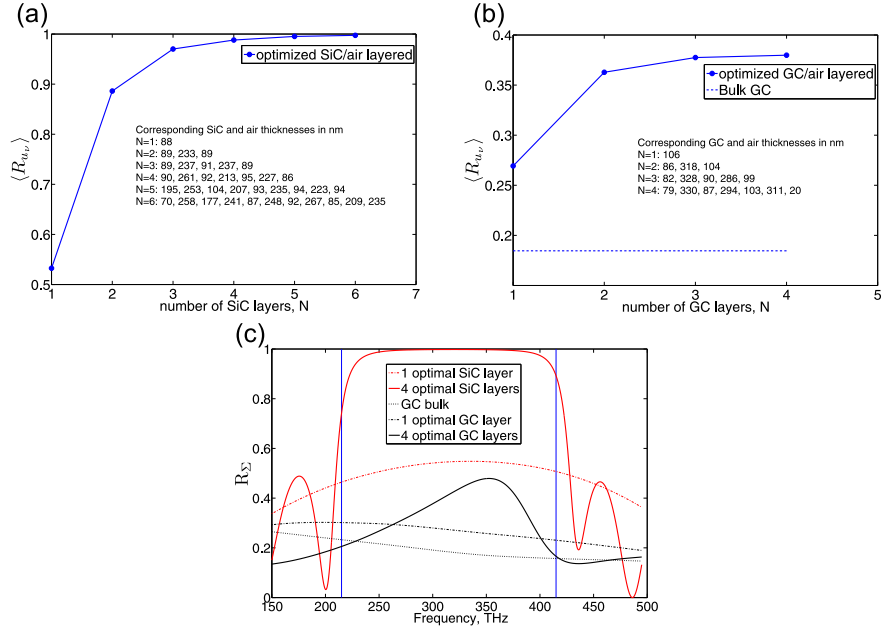 (a)
1
0.9
0.8
0.7
0.6
0.5
⟨R_{u_ν}⟩
optimized SiC/air layered
Corresponding SiC and air thicknesses in nm
N=1: 88
N=2: 89, 233, 89
N=3: 89, 237, 91, 237, 89
N=4: 90, 261, 92, 213, 95, 227, 86
N=5: 195, 253, 104, 207, 93, 235, 94, 223, 94
N=6: 70, 258, 177, 241, 87, 248, 92, 267, 85, 209, 235
1 2 3 4 5 6 7
number of SiC layers, N
(b)
0.4
0.35
0.3
0.25
0.2
⟨R_{u_ν}⟩
optimized GC/air layered
Bulk GC
Corresponding GC and air thicknesses in nm
N=1: 106
N=2: 86, 318, 104
N=3: 82, 328, 90, 286, 99
N=4: 79, 330, 87, 294, 103, 311, 20
1 2 3 4 5
number of GC layers, N
(c)
1
0.8
0.6
0.4
0.2
0
R_Σ
1 optimal SiC layer
4 optimal SiC layers
GC bulk
1 optimal GC layer
4 optimal GC layers
150 200 250 300 350 400 450 500
Frequency, THz